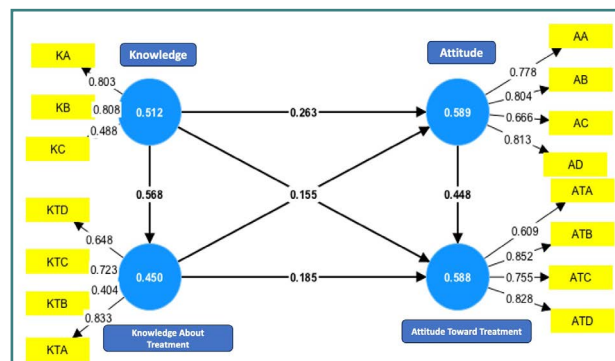 Knowledge
Attitude
KA
AA
0.803
0.778
KB
0.808
0.512
0.263
0.589
0.804
AB
KC
0.488
0.666
AC
0.813
AD
0.568
0.155
0.448
KTD
ATA
0.648
0.609
KTC
0.723
0.852
ATB
0.450
0.185
0.588
0.755
ATC
KTB
0.404
0.828
KTA
0.833
ATD
Knowledge About
Treatment
Attitude Toward Treatment